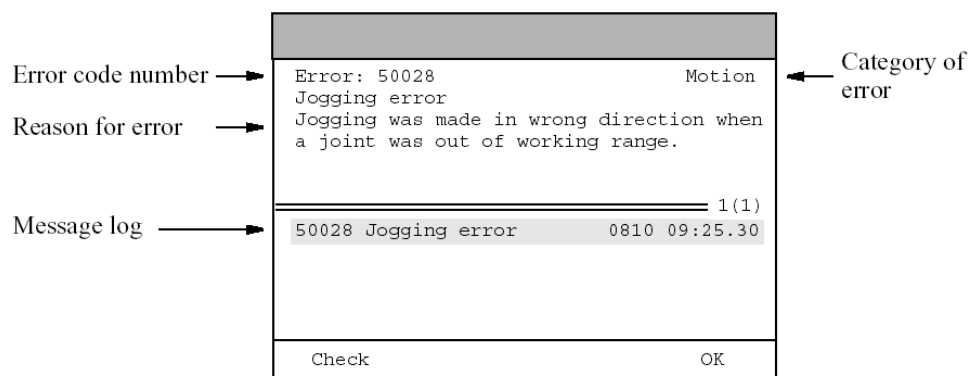 Error code number
Reason for error
Message log
Error: 50028 Motion
Jogging error
Jogging was made in wrong direction when
a joint was out of working range.
1(1)
50028 Jogging error 0810 09:25.30
Check OK
Category of
error